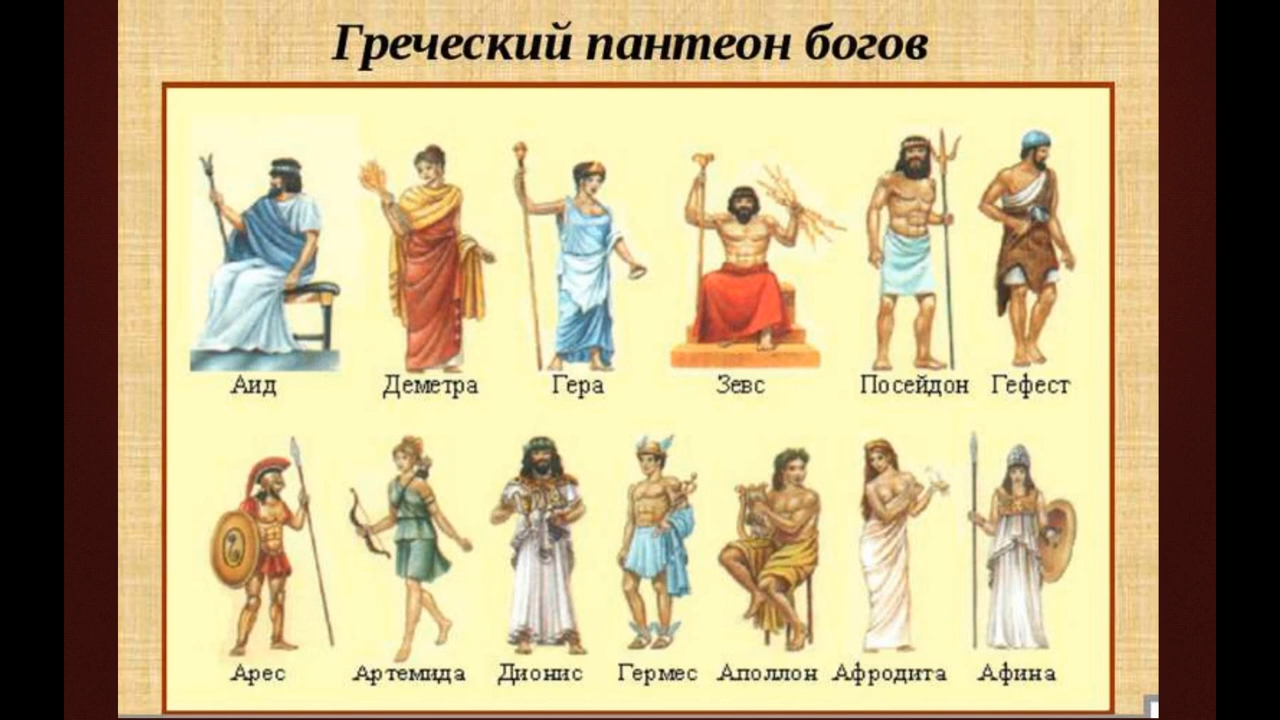 Греческий пантеон богов
Аид Деметра Гера Зевс Посейдон Гефест
Арес Артемида Дионис Гермес Аполлон Афродита Афина